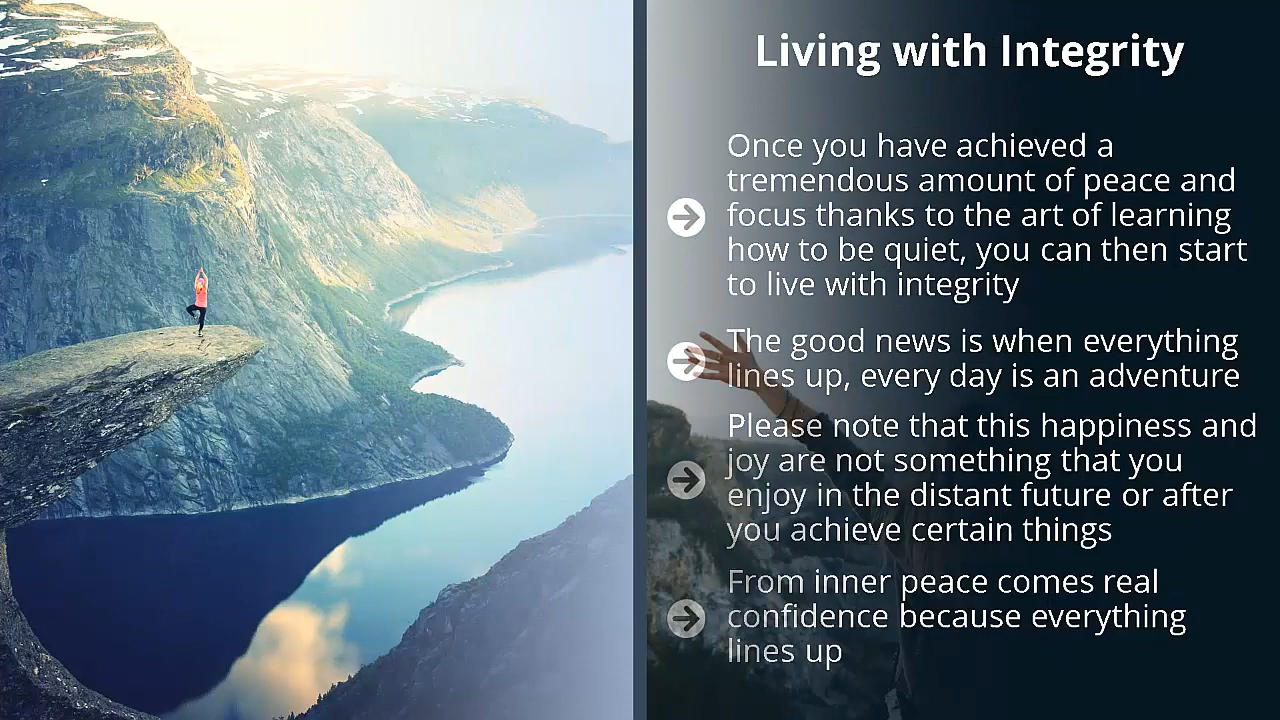 Living with Integrity
Once you have achieved a
tremendous amount of peace and
focus thanks to the art of learning
how to be quiet, you can then start
to live with integrity
The good news is when everything
lines up, every day is an adventure
Please note that this happiness and
joy are not something that you
enjoy in the distant future or after
you achieve certain things
From inner peace comes real
confidence because everything
lines up